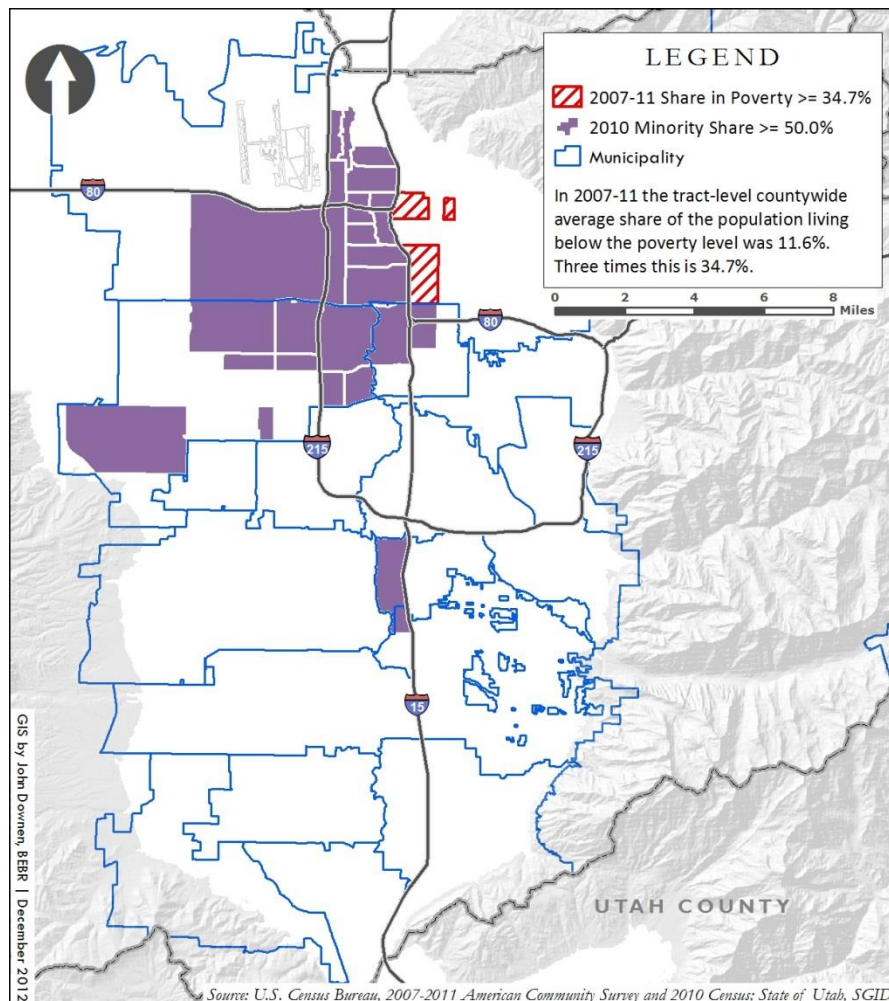 LEGEND
2007-11 Share in Poverty >= 34.7%
2010 Minority Share >= 50.0%
Municipality
In 2007-11 the tract-level countywide
average share of the population living
below the poverty level was 11.6%.
Three times this is 34.7%.
0 2 4 6 8
Miles
80
80
215
215
15
UTAH COUNTY
GIS by John Downen, BEBR | December 2012
Source: U.S. Census Bureau, 2007-2011 American Community Survey and 2010 Census; State of Utah, SGID